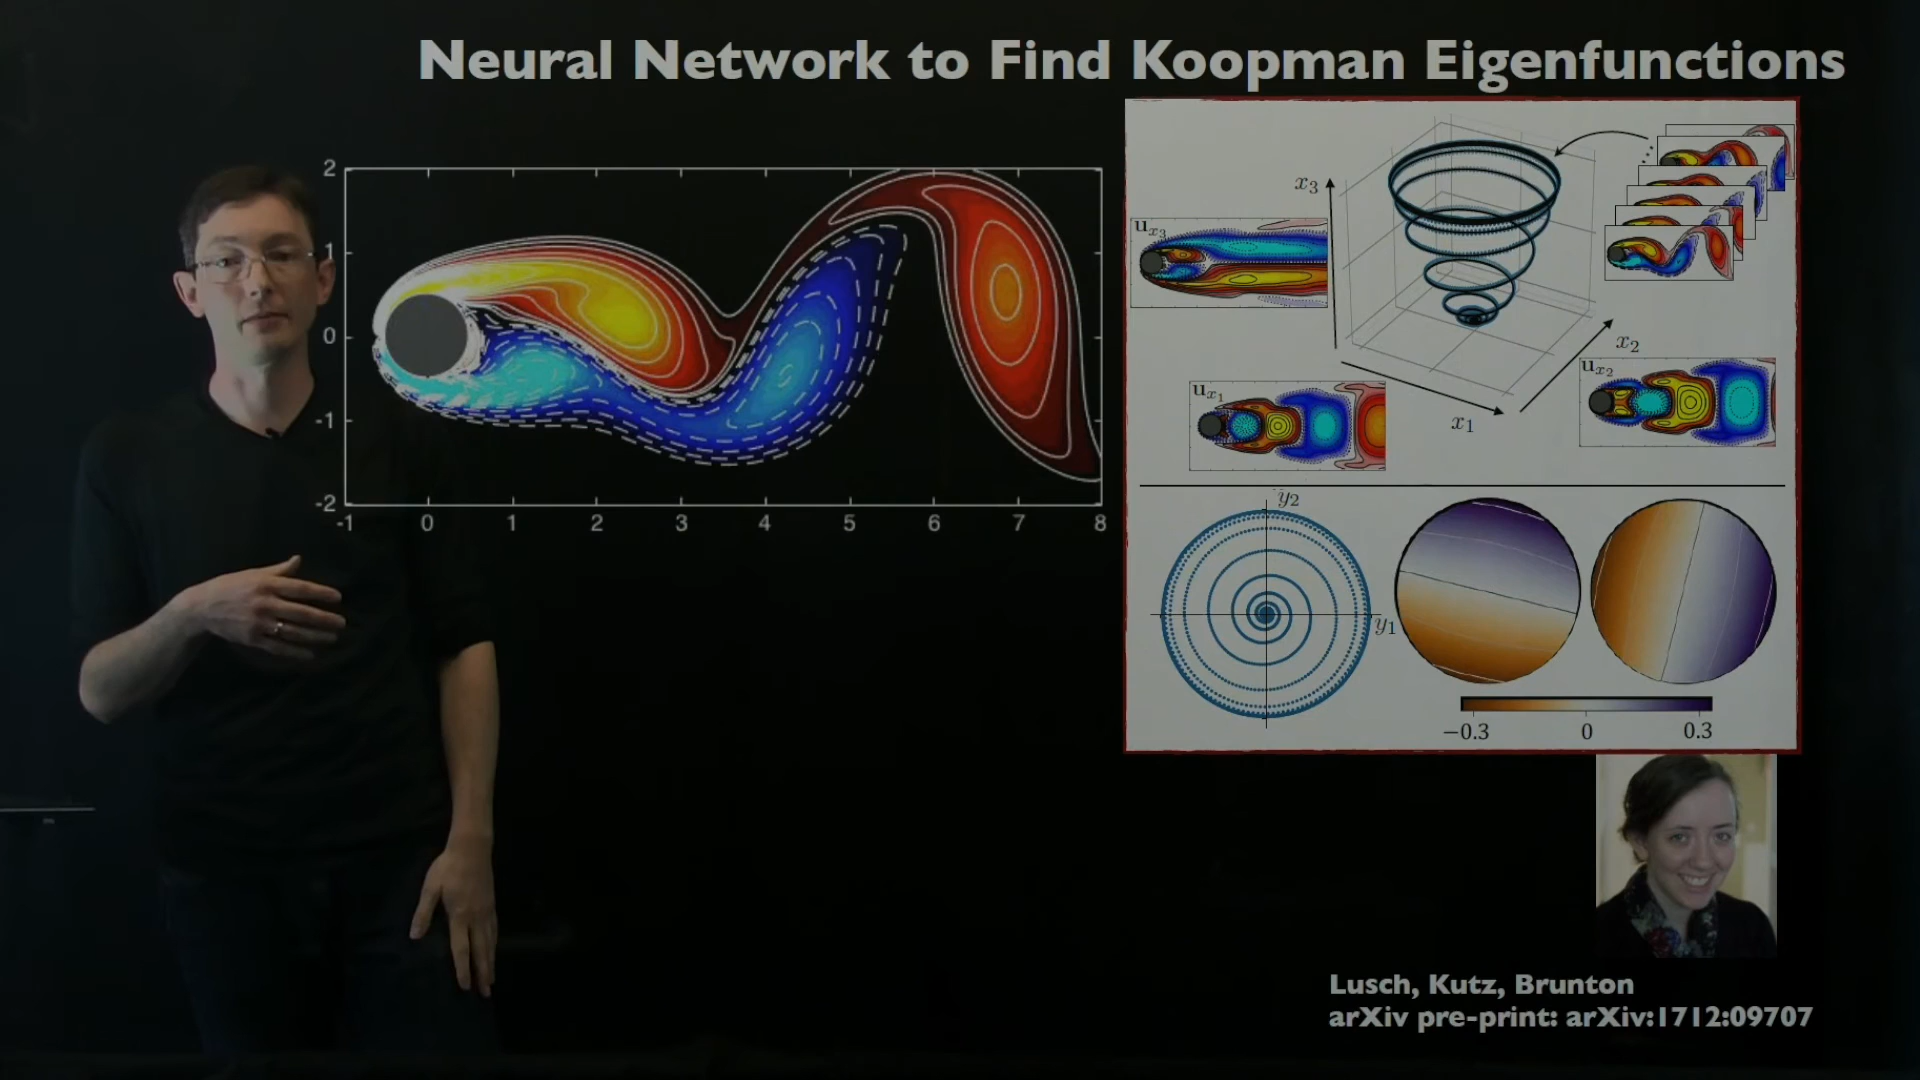 Neural Network to Find Koopman Eigenfunctions
2
1
0
-1
-2
-1 0 1 2 3 4 5 6 7 8
x₃
x₂
x₁
uₓ₃
uₓ₂
uₓ₁
y₂
y₁
−0.3 0 0.3
Lusch, Kutz, Brunton
arXiv pre-print: arXiv:1712:09707